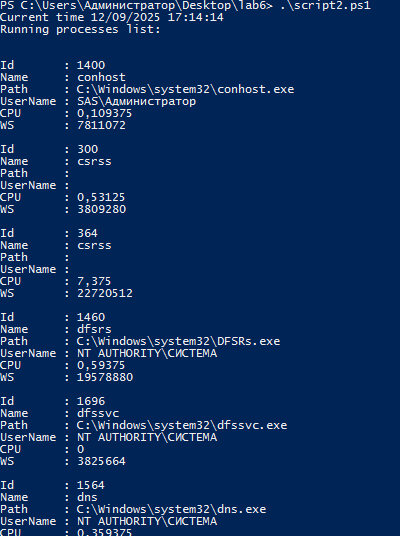 PS C:\Users\Администратор\Desktop\lab6> .\script2.ps1
Current time 12/09/2025 17:14:14
Running processes list:
Id : 1400
Name : conhost
Path : C:\Windows\system32\conhost.exe
UserName : SAS\Администратор
CPU : 0,109375
WS : 7811072
Id : 300
Name : csrss
Path :
UserName :
CPU : 0,53125
WS : 3809280
Id : 364
Name : csrss
Path :
UserName :
CPU : 7,375
WS : 22720512
Id : 1460
Name : dfsrs
Path : C:\Windows\system32\DFSRs.exe
UserName : NT AUTHORITY\СИСТЕМА
CPU : 0,59375
WS : 19578880
Id : 1696
Name : dfssvc
Path : C:\Windows\system32\dfssvc.exe
UserName : NT AUTHORITY\СИСТЕМА
CPU : 0
WS : 3825664
Id : 1564
Name : dns
Path : C:\Windows\system32\dns.exe
UserName : NT AUTHORITY\СИСТЕМА
CPU : 0,359375